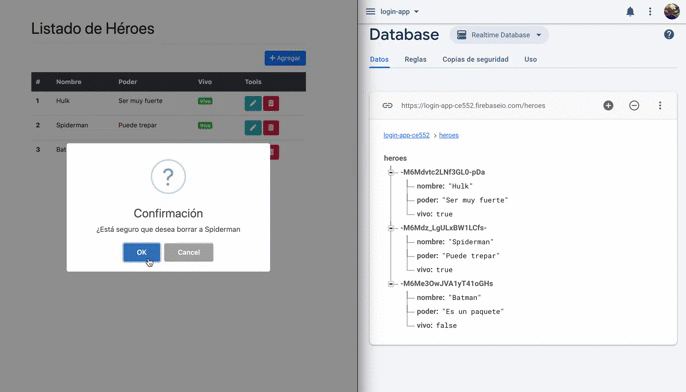 Listado de Héroes
+ Agregar
# Nombre Poder Vivo Tools
1 Hulk Ser muy fuerte Vivo
2 Spiderman Puede trepar Vivo
3 Bat
?
Confirmación
¿Está seguro que desea borrar a Spiderman
OK Cancel
login-app
Database Realtime Database
Datos Reglas Copias de seguridad Uso
https://login-app-ce552.firebaseio.com/heroes
login-app-ce552 > heroes
heroes
-M6Mdvtc2LNf3GL0-pDa
nombre: "Hulk"
poder: "Ser muy fuerte"
vivo: true
-M6Mdz_LgULxBW1LCfs-
nombre: "Spiderman"
poder: "Puede trepar"
vivo: true
-M6Me3OwJVA1yT41oGHs
nombre: "Batman"
poder: "Es un paquete"
vivo: false